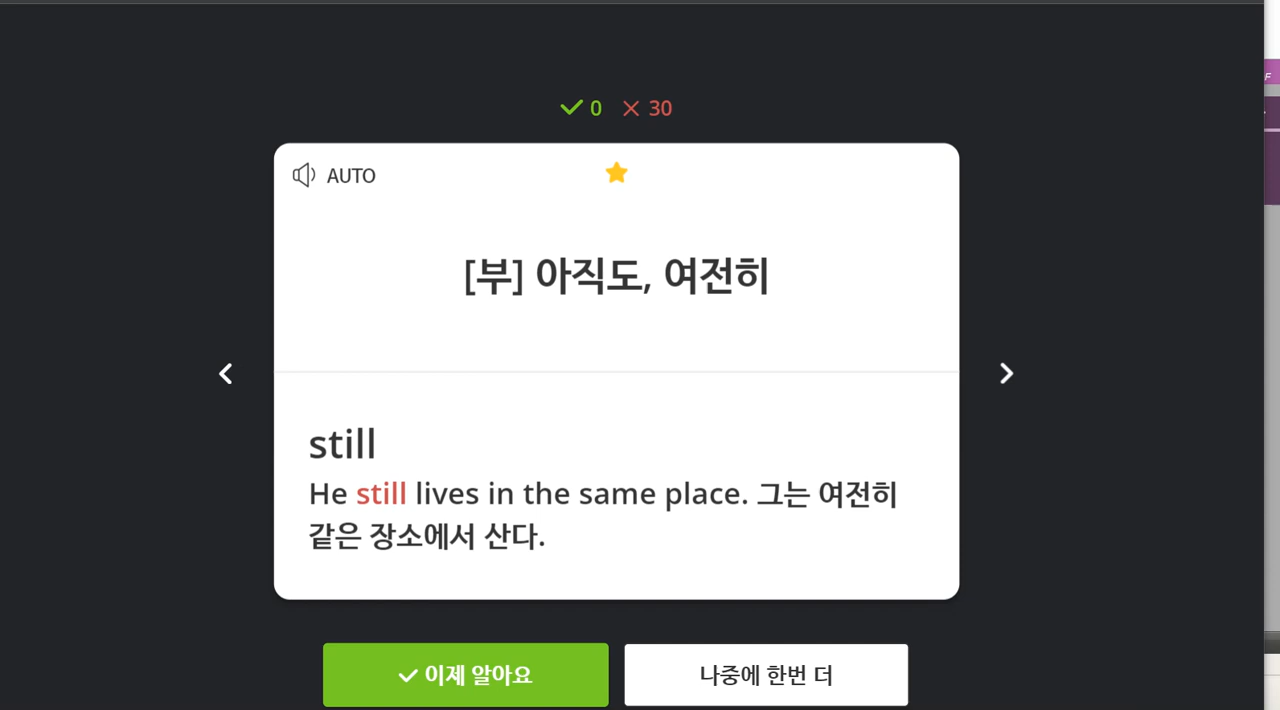 0 30
AUTO
[부] 아직도, 여전히
still
He still lives in the same place. 그는 여전히
같은 장소에서 산다.
이제 알아요 나중에 한번 더
F